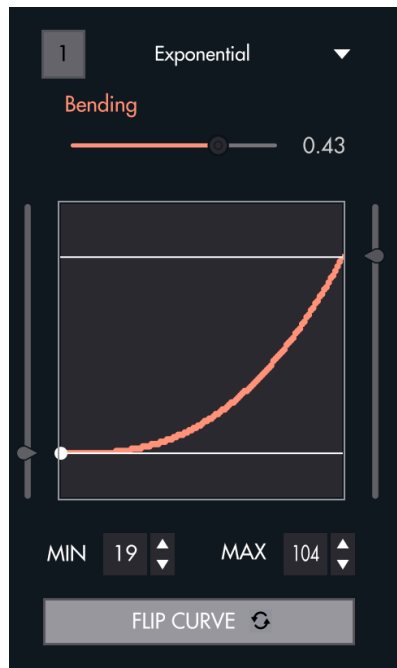 1 Exponential
Bending
0.43
MIN 19 MAX 104
FLIP CURVE